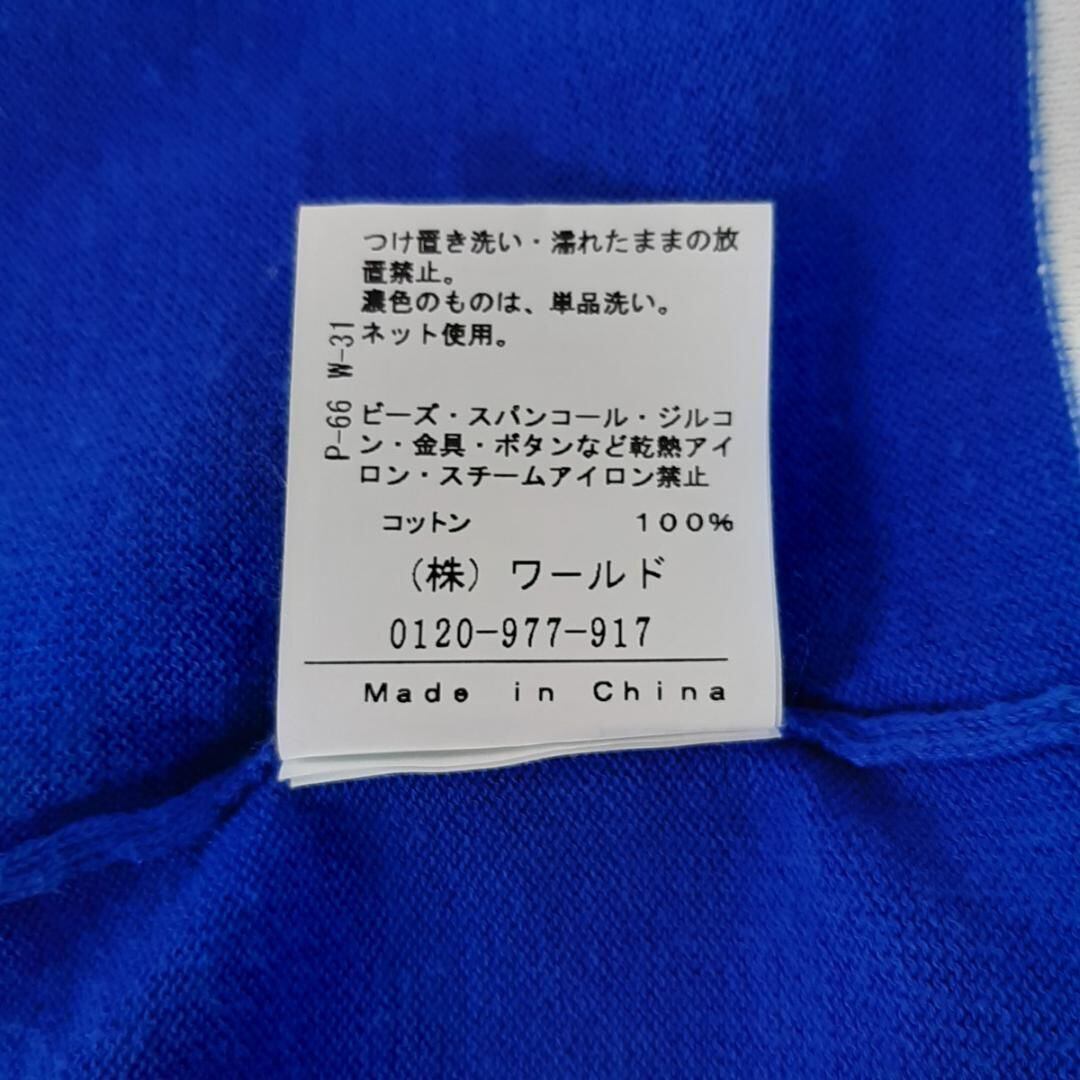 つけ置き洗い・濡れたままの放
置禁止。
濃色のものは、単品洗い。
ネット使用。
P-66 W-31
ビーズ・スパンコール・ジルコ
ン・金具・ボタンなど乾熱アイ
ロン・スチームアイロン禁止
コットン 100%
（株）ワールド
0120-977-917
Made in China